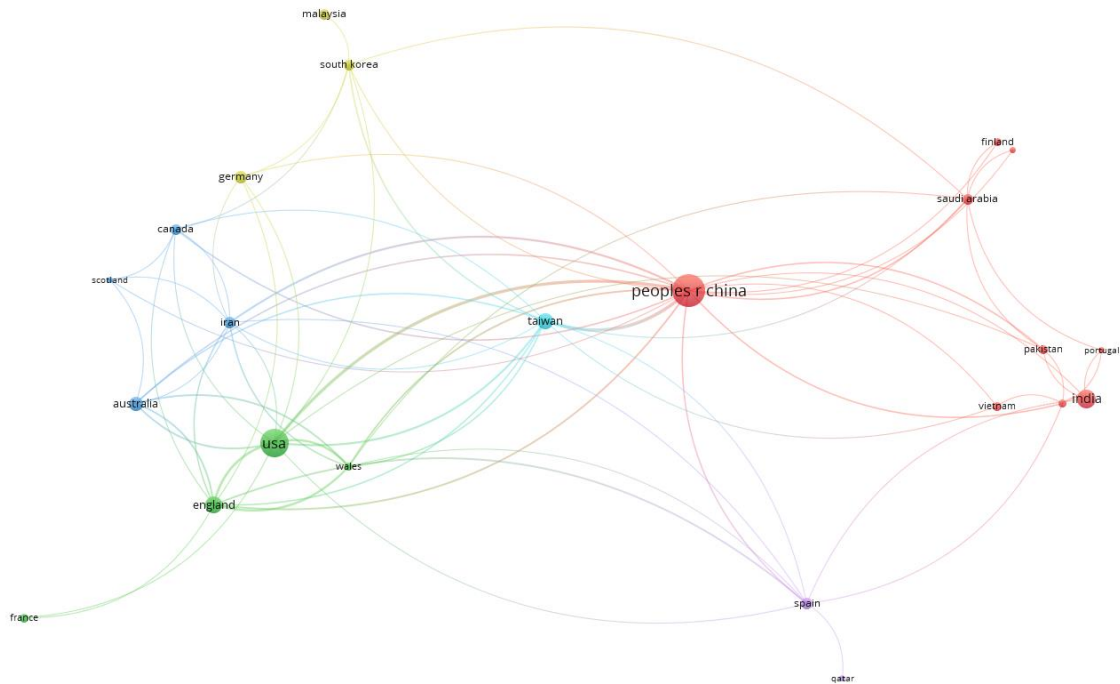 malaysia
south korea
finland
germany
saudi arabia
canada
scotland
peoples r china
iran
taiwan
pakistan
portugal
india
australia
vietnam
usa
wales
england
spain
france
qatar